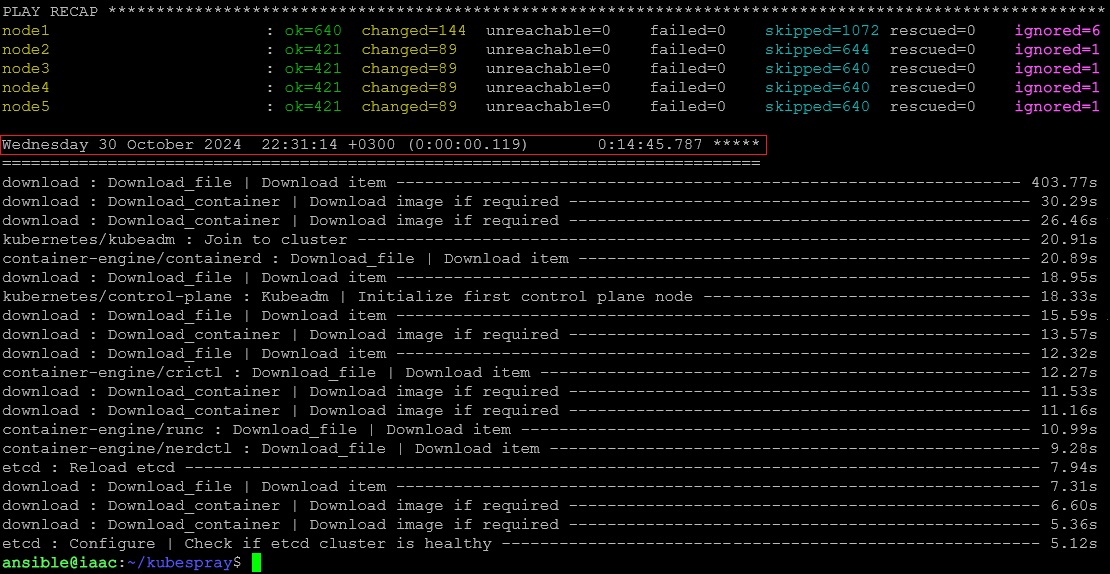 PLAY RECAP *********************************************************************************************************
node1                       : ok=640  changed=144  unreachable=0    failed=0    skipped=1072 rescued=0    ignored=6
node2                       : ok=421  changed=89   unreachable=0    failed=0    skipped=644  rescued=0    ignored=1
node3                       : ok=421  changed=89   unreachable=0    failed=0    skipped=640  rescued=0    ignored=1
node4                       : ok=421  changed=89   unreachable=0    failed=0    skipped=640  rescued=0    ignored=1
node5                       : ok=421  changed=89   unreachable=0    failed=0    skipped=640  rescued=0    ignored=1
Wednesday 30 October 2024  22:31:14 +0300 (0:00:00.119)       0:14:45.787 *****
===============================================================================
download : Download_file | Download item ----------------------------------------------------------------- 403.77s
download : Download_container | Download image if required ------------------------------------------------ 30.29s
download : Download_container | Download image if required ------------------------------------------------ 26.46s
kubernetes/kubeadm : Join to cluster ---------------------------------------------------------------------- 20.91s
container-engine/containerd : Download_file | Download item ----------------------------------------------- 20.89s
download : Download_file | Download item ------------------------------------------------------------------ 18.95s
kubernetes/control-plane : Kubeadm | Initialize first control plane node ---------------------------------- 18.33s
download : Download_file | Download item ------------------------------------------------------------------ 15.59s
download : Download_container | Download image if required ------------------------------------------------ 13.57s
download : Download_file | Download item ------------------------------------------------------------------ 12.32s
container-engine/crictl : Download_file | Download item --------------------------------------------------- 12.27s
download : Download_container | Download image if required ------------------------------------------------ 11.53s
download : Download_container | Download image if required ------------------------------------------------ 11.16s
container-engine/runc : Download_file | Download item ----------------------------------------------------- 10.99s
container-engine/nerdctl : Download_file | Download item --------------------------------------------------- 9.28s
etcd : Reload etcd ----------------------------------------------------------------------------------------- 7.94s
download : Download_file | Download item ------------------------------------------------------------------- 7.31s
download : Download_container | Download image if required ------------------------------------------------- 6.60s
download : Download_container | Download image if required ------------------------------------------------- 5.36s
etcd : Configure | Check if etcd cluster is healthy -------------------------------------------------------- 5.12s
ansible@iaac:~/kubespray$